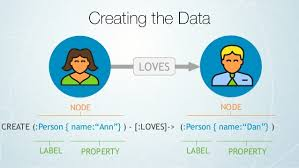 Creating the Data
LOVES
NODE NODE
CREATE (:Person { name:“Ann”} ) - [:LOVES]-> (:Person { name:“Dan”} )
LABEL PROPERTY LABEL PROPERTY